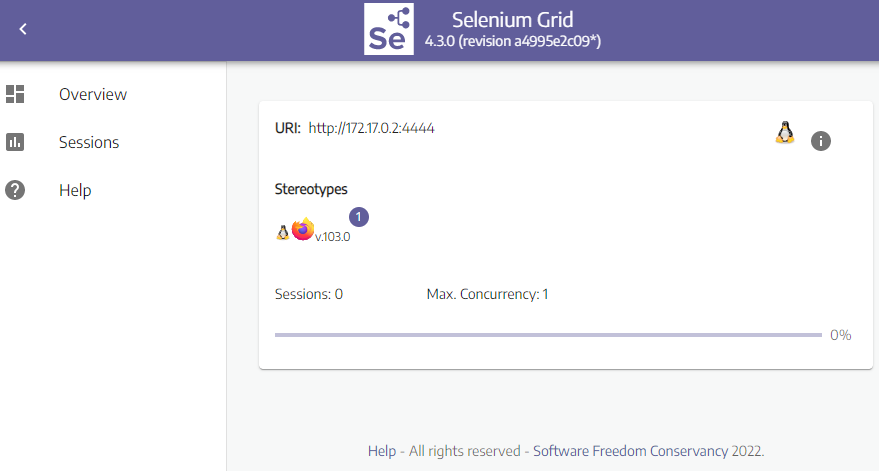 Se
Selenium Grid
4.3.0 (revision a4995e2c09*)
Overview
Sessions
Help
URI: http://172.17.0.2:4444
Stereotypes
v.103.0 1
Sessions: 0 Max. Concurrency: 1
0%
Help - All rights reserved - Software Freedom Conservancy 2022.